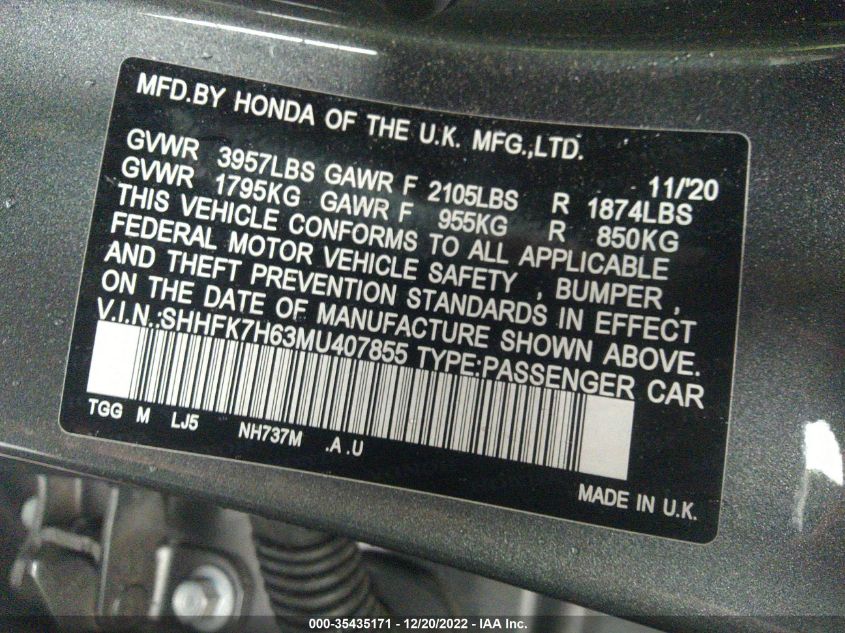 MFD.BY HONDA OF THE U.K. MFG.,LTD.
11/'20
GVWR 3957LBS GAWR F 2105LBS R 1874LBS
GVWR 1795KG GAWR F 955KG R 850KG
THIS VEHICLE CONFORMS TO ALL APPLICABLE
FEDERAL MOTOR VEHICLE SAFETY , BUMPER ,
AND THEFT PREVENTION STANDARDS IN EFFECT
ON THE DATE OF MANUFACTURE SHOWN ABOVE.
V.I.N.:SHHFK7H63MU407855 TYPE:PASSENGER CAR
TGG M LJ5 NH737M .A .U
MADE IN U.K.
000-35435171 - 12/20/2022 - IAA Inc.